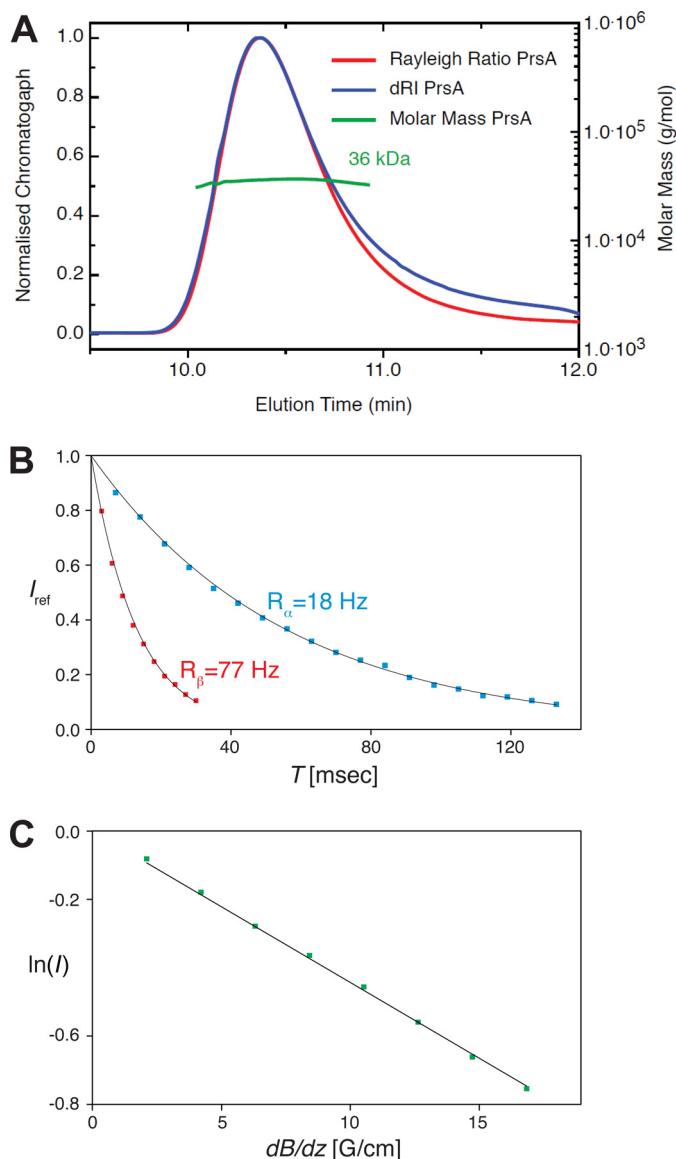 A
Normalised Chromatogaph
1.0
0.8
0.6
0.4
0.2
0.0
Rayleigh Ratio PrsA
dRI PrsA
Molar Mass PrsA
36 kDa
1.0·10⁶
1.0·10⁵
1.0·10⁴
1.0·10³
Molar Mass (g/mol)
10.0 11.0 12.0
Elution Time (min)
B
1.0
0.8
0.6
0.4
0.2
0.0
I_ref
R_α=18 Hz
R_β=77 Hz
0 40 80 120
T [msec]
C
0.0
-0.2
-0.6
-0.8
ln(I)
0 5 10 15
dB/dz [G/cm]